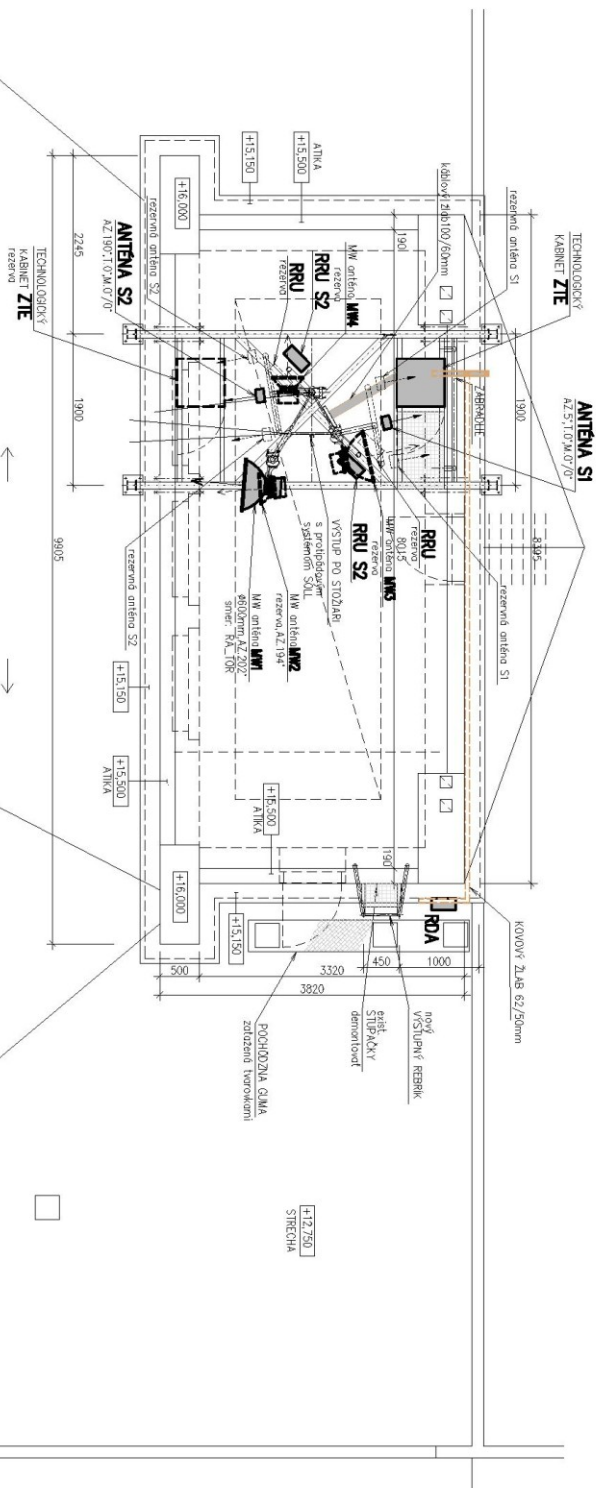 ANTÉNA S1
AZ.5°,T.0°,M.0°/0°
TECHNOLOGICKÝ
KABINET ZTE
rezervná anténa S1
káblový žlab100/60mm
ATIKA
+15,500
+15,150
+16,000
190
1900
8395
ZÁBRADLIE
rezervná anténa S1
MW anténa MW4
rezerva
RRU S2
RRU
rezerva
rezervná anténa S2
ANTÉNA S2
AZ.190°,T.0°,M.0°/0°
TECHNOLOGICKÝ
KABINET ZTE
rezerva
2245
1900
9905
RRU
rezerva
8015
MW anténa MW3
rezerva
RRU S2
VÝSTUP PO STOŽIARI
s protipádovým
systémom SÖLL
MW anténa MW2
rezerva,AZ.194°
MW anténa MW1
ø600mm,AZ.202°
smer: RA_TOR
rezervná anténa S2
+15,150
+15,500
ATIKA
+15,500
ATIKA
190
+16,000
+15,150
RDA
KOVOVÝ ŽLAB 62/50mm
500
3320
450
1000
3820
nový
VÝSTUPNÝ REBRÍK
exist.
STUPAČKY
demontovať
POCHÔDZNA GUMA
zaťažená tvarovkami
+12,750
STRECHA